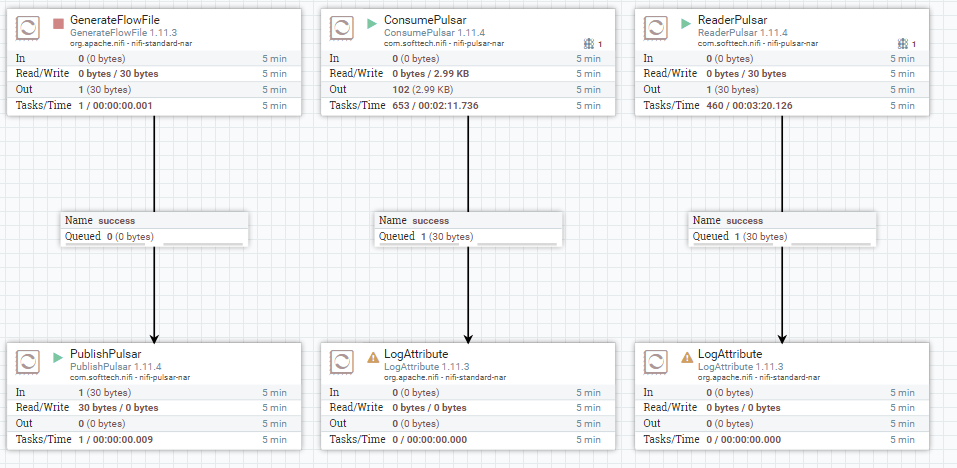 GenerateFlowFile
GenerateFlowFile 1.11.3
org.apache.nifi - nifi-standard-nar
In 0 (0 bytes) 5 min
Read/Write 0 bytes / 30 bytes 5 min
Out 1 (30 bytes) 5 min
Tasks/Time 1 / 00:00:00.001 5 min
ConsumePulsar
ConsumePulsar 1.11.4
com.softtech.nifi - nifi-pulsar-nar
1
In 0 (0 bytes) 5 min
Read/Write 0 bytes / 2.99 KB 5 min
Out 102 (2.99 KB) 5 min
Tasks/Time 653 / 00:02:11.736 5 min
ReaderPulsar
ReaderPulsar 1.11.4
com.softtech.nifi - nifi-pulsar-nar
1
In 0 (0 bytes) 5 min
Read/Write 0 bytes / 30 bytes 5 min
Out 1 (30 bytes) 5 min
Tasks/Time 460 / 00:03:20.126 5 min
Name success
Queued 0 (0 bytes)
Name success
Queued 1 (30 bytes)
Name success
Queued 1 (30 bytes)
PublishPulsar
PublishPulsar 1.11.4
com.softtech.nifi - nifi-pulsar-nar
In 1 (30 bytes) 5 min
Read/Write 30 bytes / 0 bytes 5 min
Out 0 (0 bytes) 5 min
Tasks/Time 1 / 00:00:00.009 5 min
LogAttribute
LogAttribute 1.11.3
org.apache.nifi - nifi-standard-nar
In 0 (0 bytes) 5 min
Read/Write 0 bytes / 0 bytes 5 min
Out 0 (0 bytes) 5 min
Tasks/Time 0 / 00:00:00.000 5 min
LogAttribute
LogAttribute 1.11.3
org.apache.nifi - nifi-standard-nar
In 0 (0 bytes) 5 min
Read/Write 0 bytes / 0 bytes 5 min
Out 0 (0 bytes) 5 min
Tasks/Time 0 / 00:00:00.000 5 min